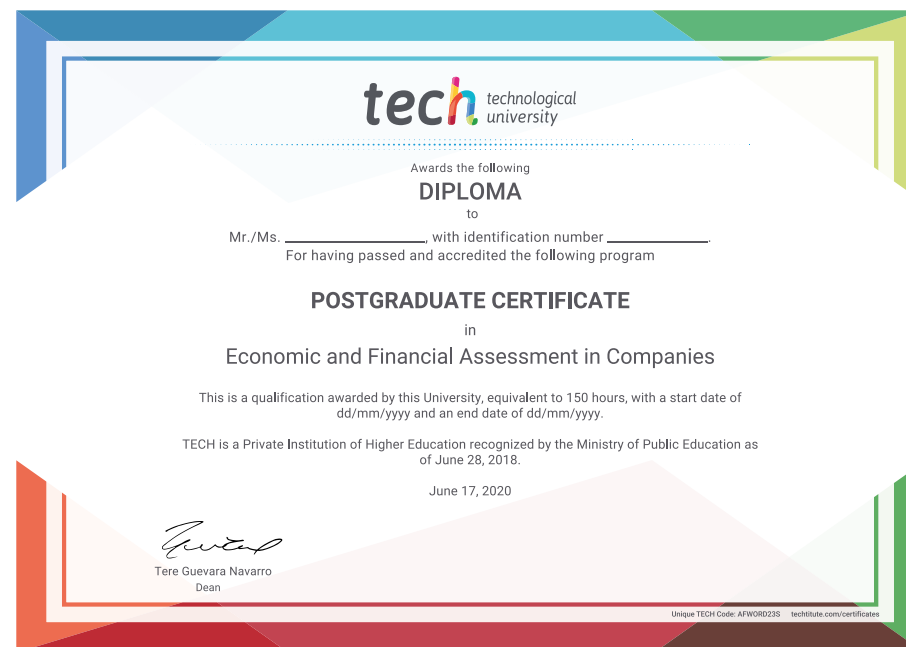 tech technological
university
Awards the following
DIPLOMA
to
Mr./Ms. ____________________, with identification number ______________.
For having passed and accredited the following program
POSTGRADUATE CERTIFICATE
in
Economic and Financial Assessment in Companies
This is a qualification awarded by this University, equivalent to 150 hours, with a start date of
dd/mm/yyyy and an end date of dd/mm/yyyy.
TECH is a Private Institution of Higher Education recognized by the Ministry of Public Education as
of June 28, 2018.
June 17, 2020
Tere Guevara Navarro
Dean
Unique TECH Code: AFWORD23S techtitute.com/certificates